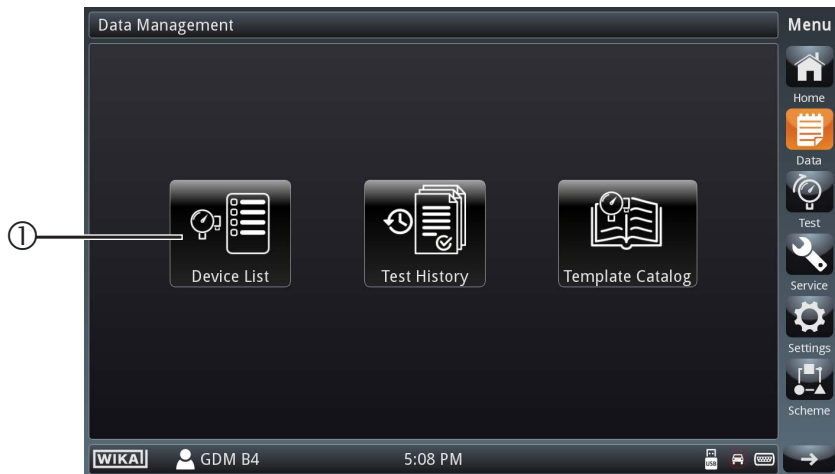 Data Management
Menu
Home
Data
Test
Service
Settings
Scheme
①
Device List
Test History
Template Catalog
WIKAI
GDM B4
5:08 PM
USB